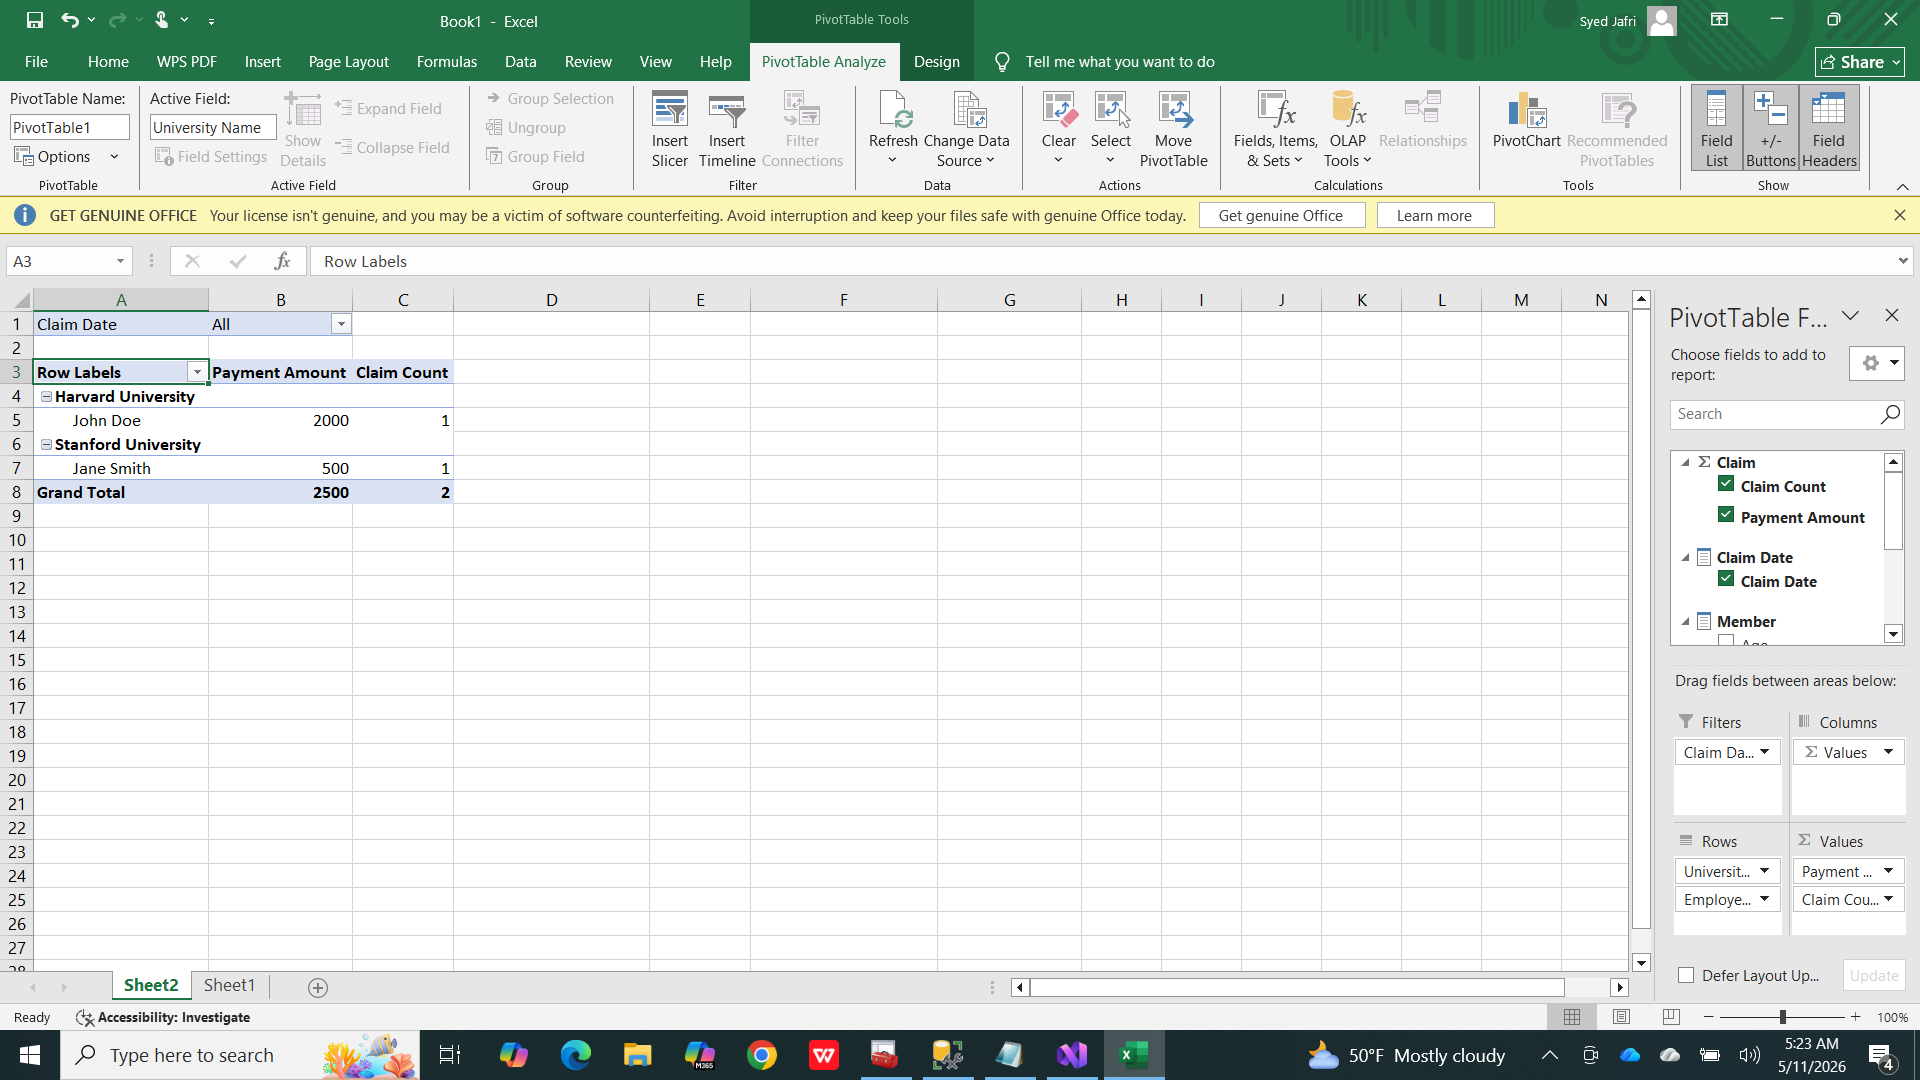 Book1 - Excel
PivotTable Tools
Syed Jafri
File Home WPS PDF Insert Page Layout Formulas Data Review View Help PivotTable Analyze Design Tell me what you want to do Share
PivotTable Name:
PivotTable1
Options
PivotTable
Active Field:
University Name
Field Settings
Show Details
Expand Field
Collapse Field
Active Field
Group Selection
Ungroup
Group Field
Group
Insert Slicer
Insert Timeline
Filter Connections
Filter
Refresh
Change Data Source
Data
Clear
Select
Move PivotTable
Actions
Fields, Items, & Sets
OLAP Tools
Relationships
Calculations
PivotChart
Recommended PivotTables
Tools
Field List
+/- Buttons
Field Headers
Show
GET GENUINE OFFICE Your license isn't genuine, and you may be a victim of software counterfeiting. Avoid interruption and keep your files safe with genuine Office today. Get genuine Office Learn more
A3 fx Row Labels
A B C D E F G H I J K L M N
1 Claim Date All
2
3 Row Labels Payment Amount Claim Count
4 Harvard University
5 John Doe 2000 1
6 Stanford University
7 Jane Smith 500 1
8 Grand Total 2500 2
9
10
11
12
13
14
15
16
17
18
19
20
21
22
23
24
25
26
27
28
PivotTable F...
Choose fields to add to report:
Search
Σ Claim
Claim Count
Payment Amount
Claim Date
Claim Date
Member
Age
Drag fields between areas below:
Filters
Claim Da...
Columns
Σ Values
Rows
Universit...
Employe...
Σ Values
Payment ...
Claim Cou...
Defer Layout Up... Update
Sheet2 Sheet1
Ready Accessibility: Investigate 100%
Type here to search
M365
50°F Mostly cloudy
5:23 AM
5/11/2026
4